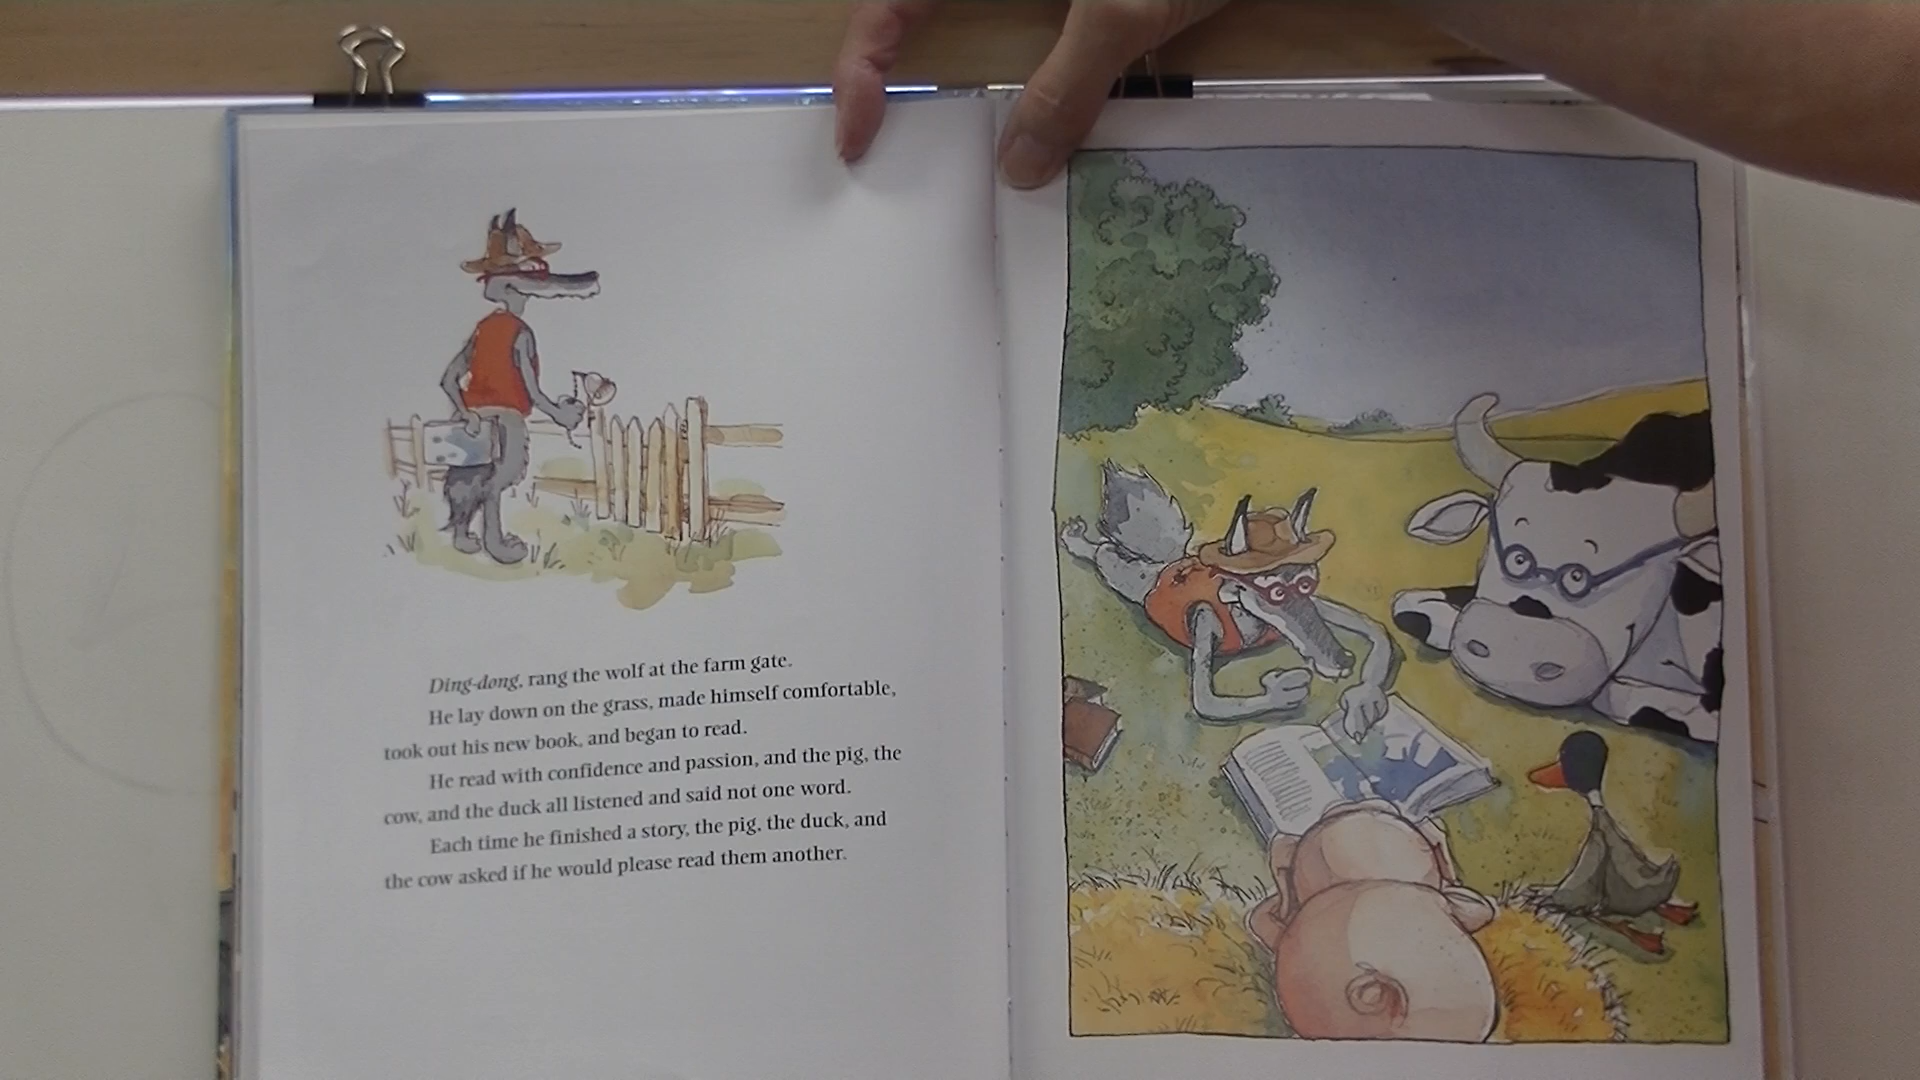 Ding-dong, rang the wolf at the farm gate.
He lay down on the grass, made himself comfortable,
took out his new book, and began to read.
He read with confidence and passion, and the pig, the
cow, and the duck all listened and said not one word.
Each time he finished a story, the pig, the duck, and
the cow asked if he would please read them another.